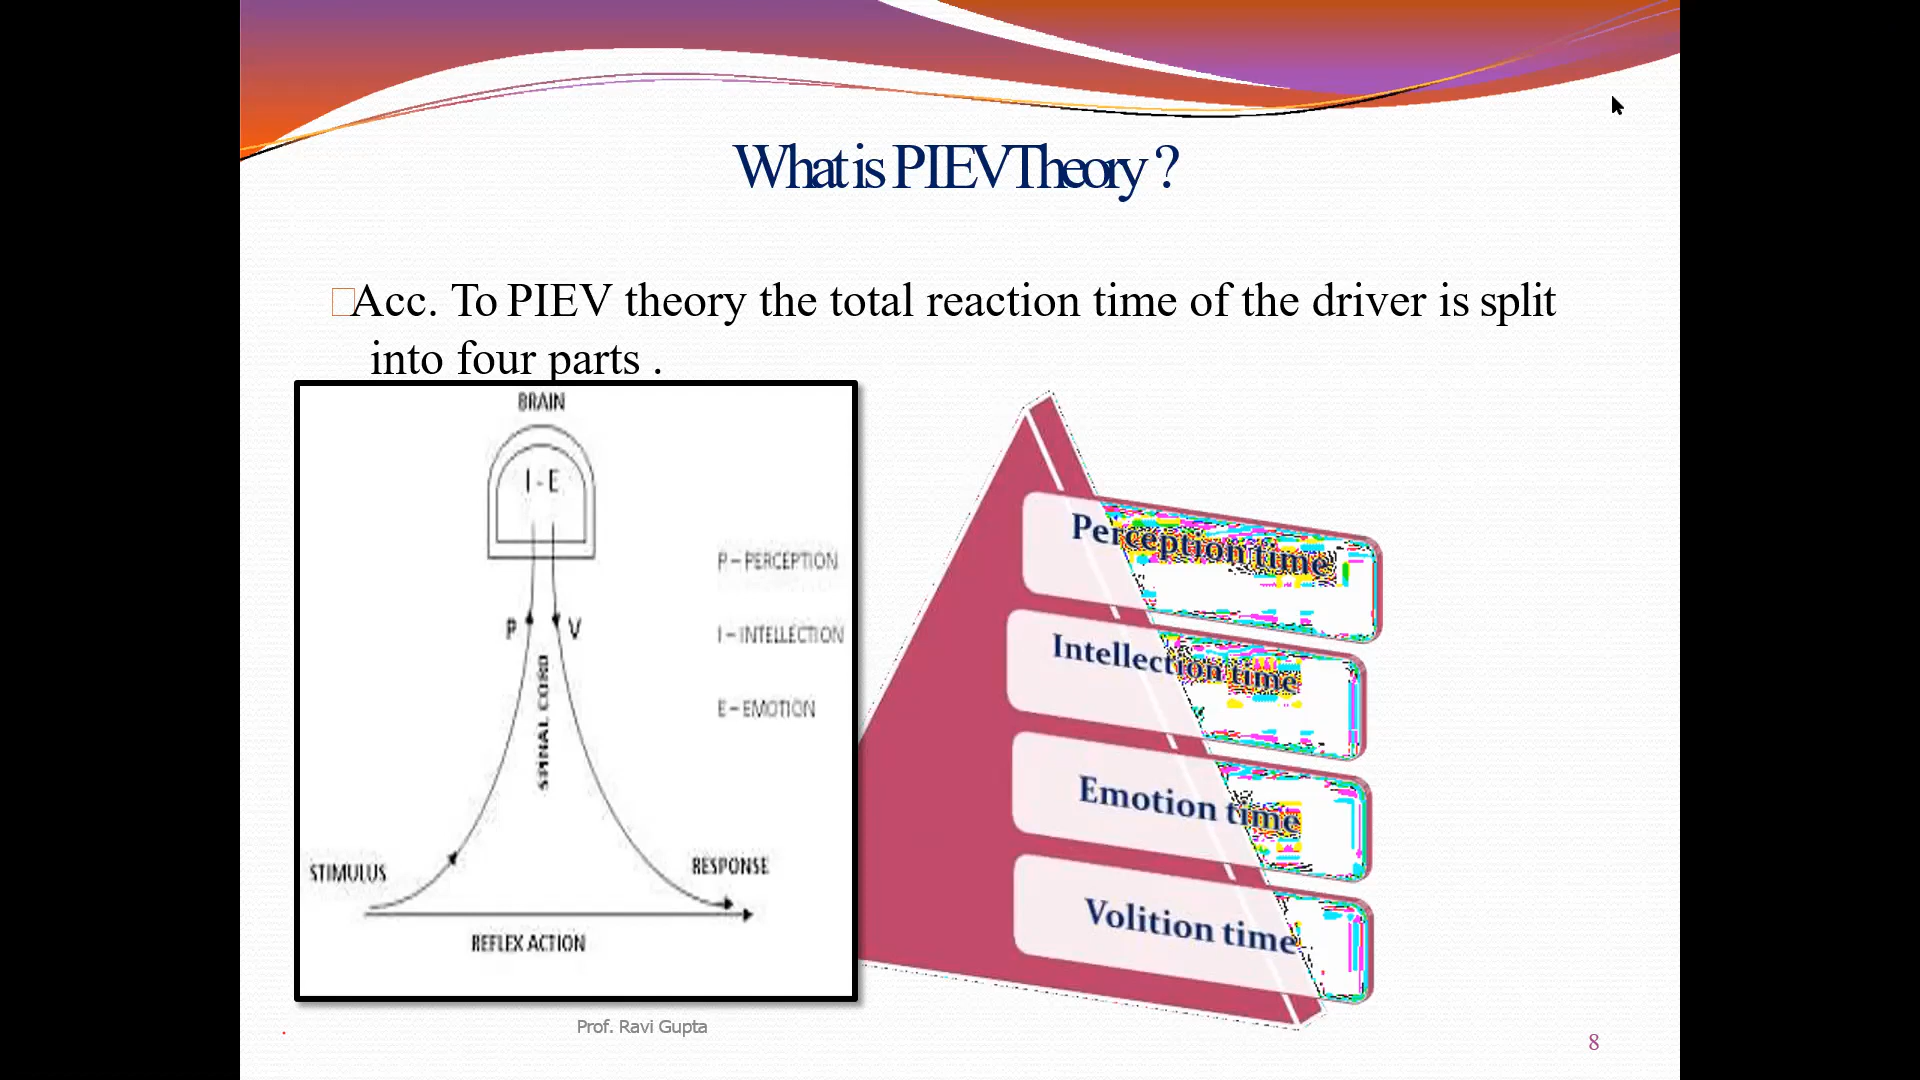 What is PIEV Theory ?
Acc. To PIEV theory the total reaction time of the driver is split
into four parts .
BRAIN
I - E
P - PERCEPTION
P V
I - INTELLECTION
SPINAL CORD
E - EMOTION
STIMULUS
RESPONSE
REFLEX ACTION
Perception time
Intellection time
Emotion time
Volition time
Prof. Ravi Gupta
8